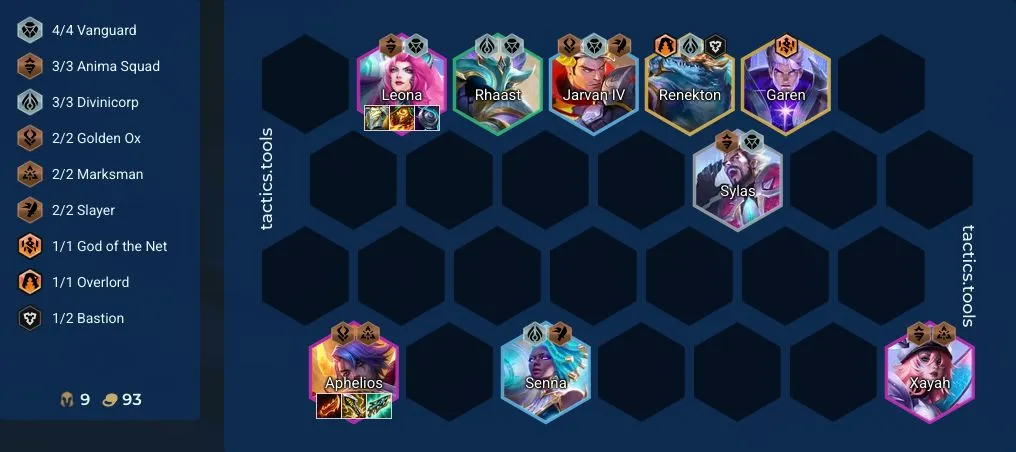 4/4 Vanguard
3/3 Anima Squad
3/3 Divinicorp
2/2 Golden Ox
2/2 Marksman
2/2 Slayer
1/1 God of the Net
1/1 Overlord
1/2 Bastion
9 93
tactics.tools
Leona Rhaast Jarvan IV Renekton Garen
Sylas
tactics.tools
Aphelios Senna Xayah